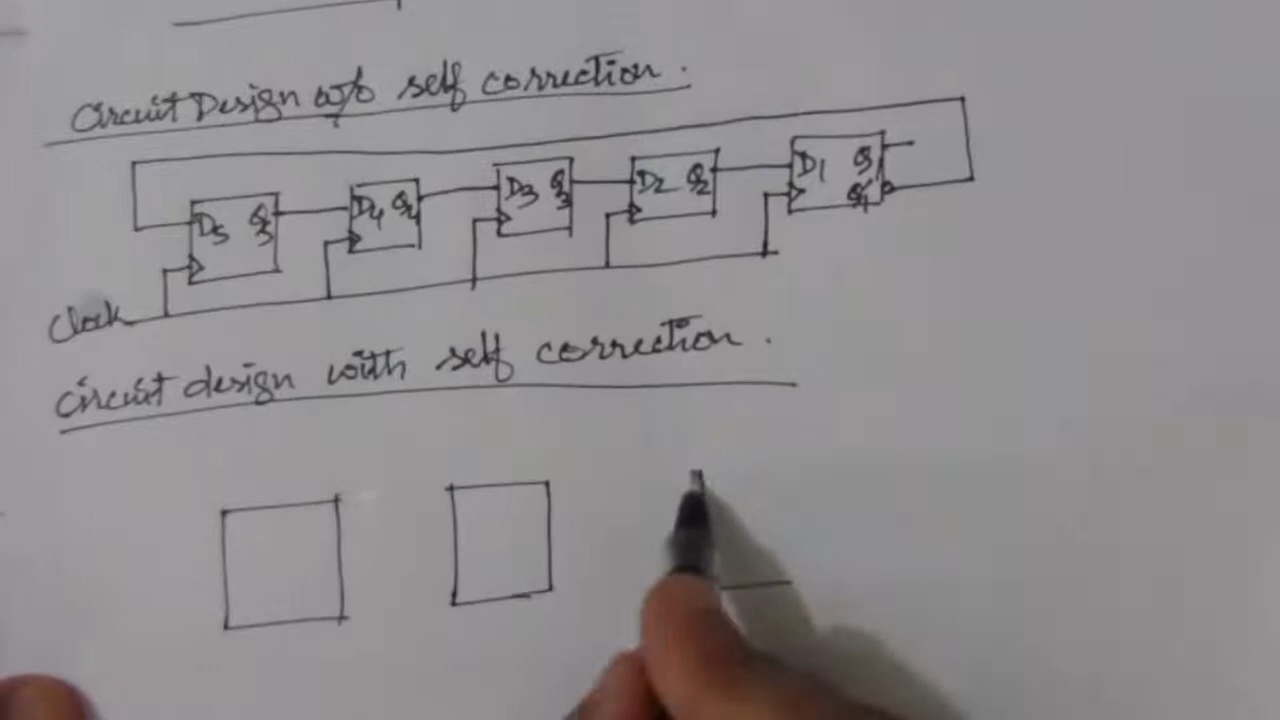 Circuit Design w/o self correction.
D5 Q5 D4 Q4 D3 Q3 D2 Q2 D1 Q1
Q1'
Clock
circuit design with self correction.